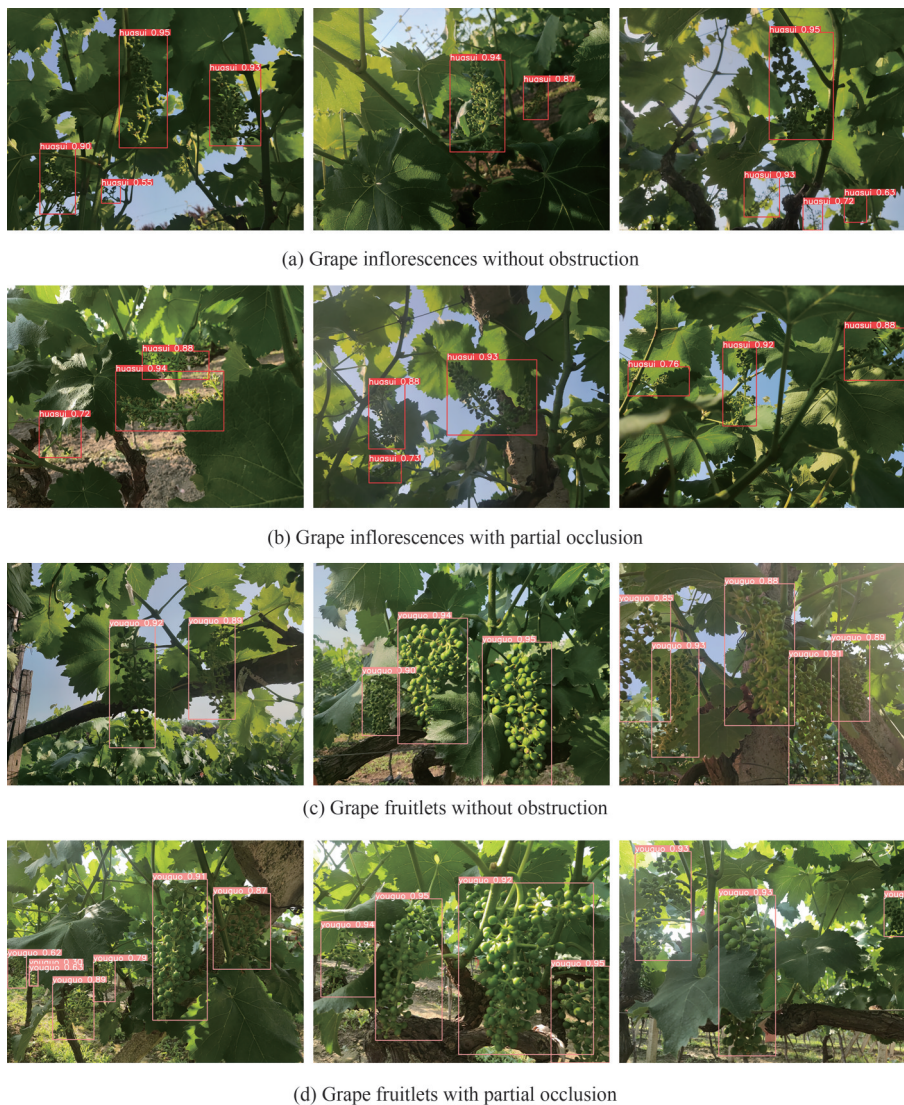 huasui 0.95
huasui 0.93
huasui 0.90
huasui 0.55
huasui 0.94
huasui 0.87
huasui 0.95
huasui 0.93
huasui 0.63
huasui 0.72
(a) Grape inflorescences without obstruction
huasui 0.88
huasui 0.94
huasui 0.72
huasui 0.93
huasui 0.88
huasui 0.73
huasui 0.92
huasui 0.88
huasui 0.76
(b) Grape inflorescences with partial occlusion
youguo 0.92
youguo 0.89
youguo 0.94
youguo 0.95
youguo 0.90
youguo 0.88
youguo 0.85
youguo 0.93
youguo 0.89
youguo 0.91
(c) Grape fruitlets without obstruction
youguo 0.91
youguo 0.87
youguo 0.62
youguo 0.79
youguo 0.63
youguo 0.89
youguo 0.92
youguo 0.95
youguo 0.94
youguo 0.95
youguo 0.93
youguo 0.93
(d) Grape fruitlets with partial occlusion